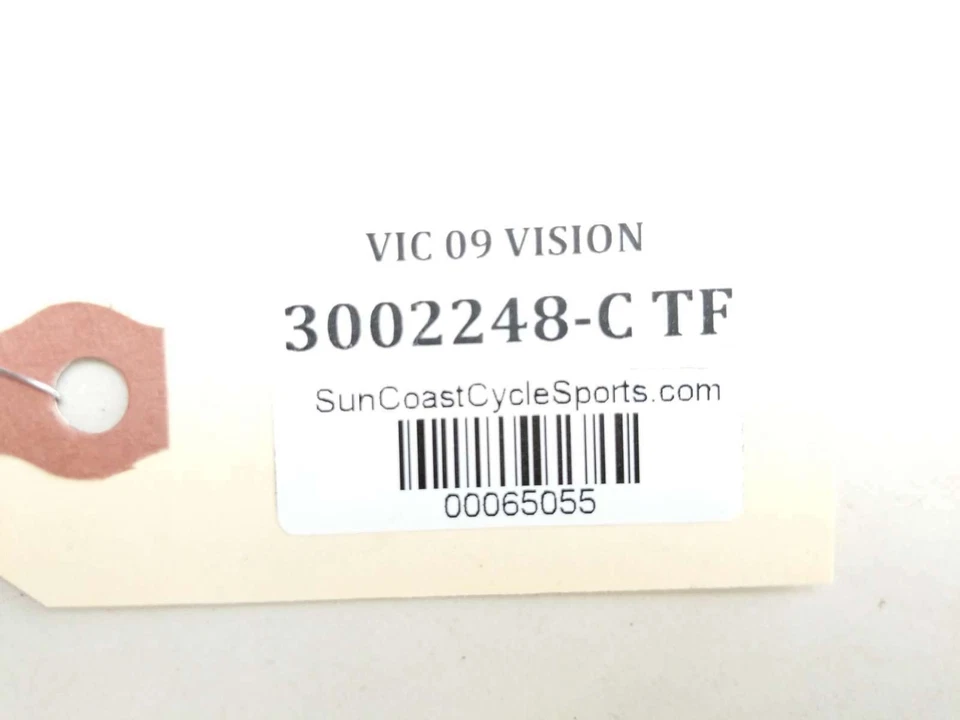 VIC 09 VISION
3002248-C TF
SunCoastCycleSports.com
00065055